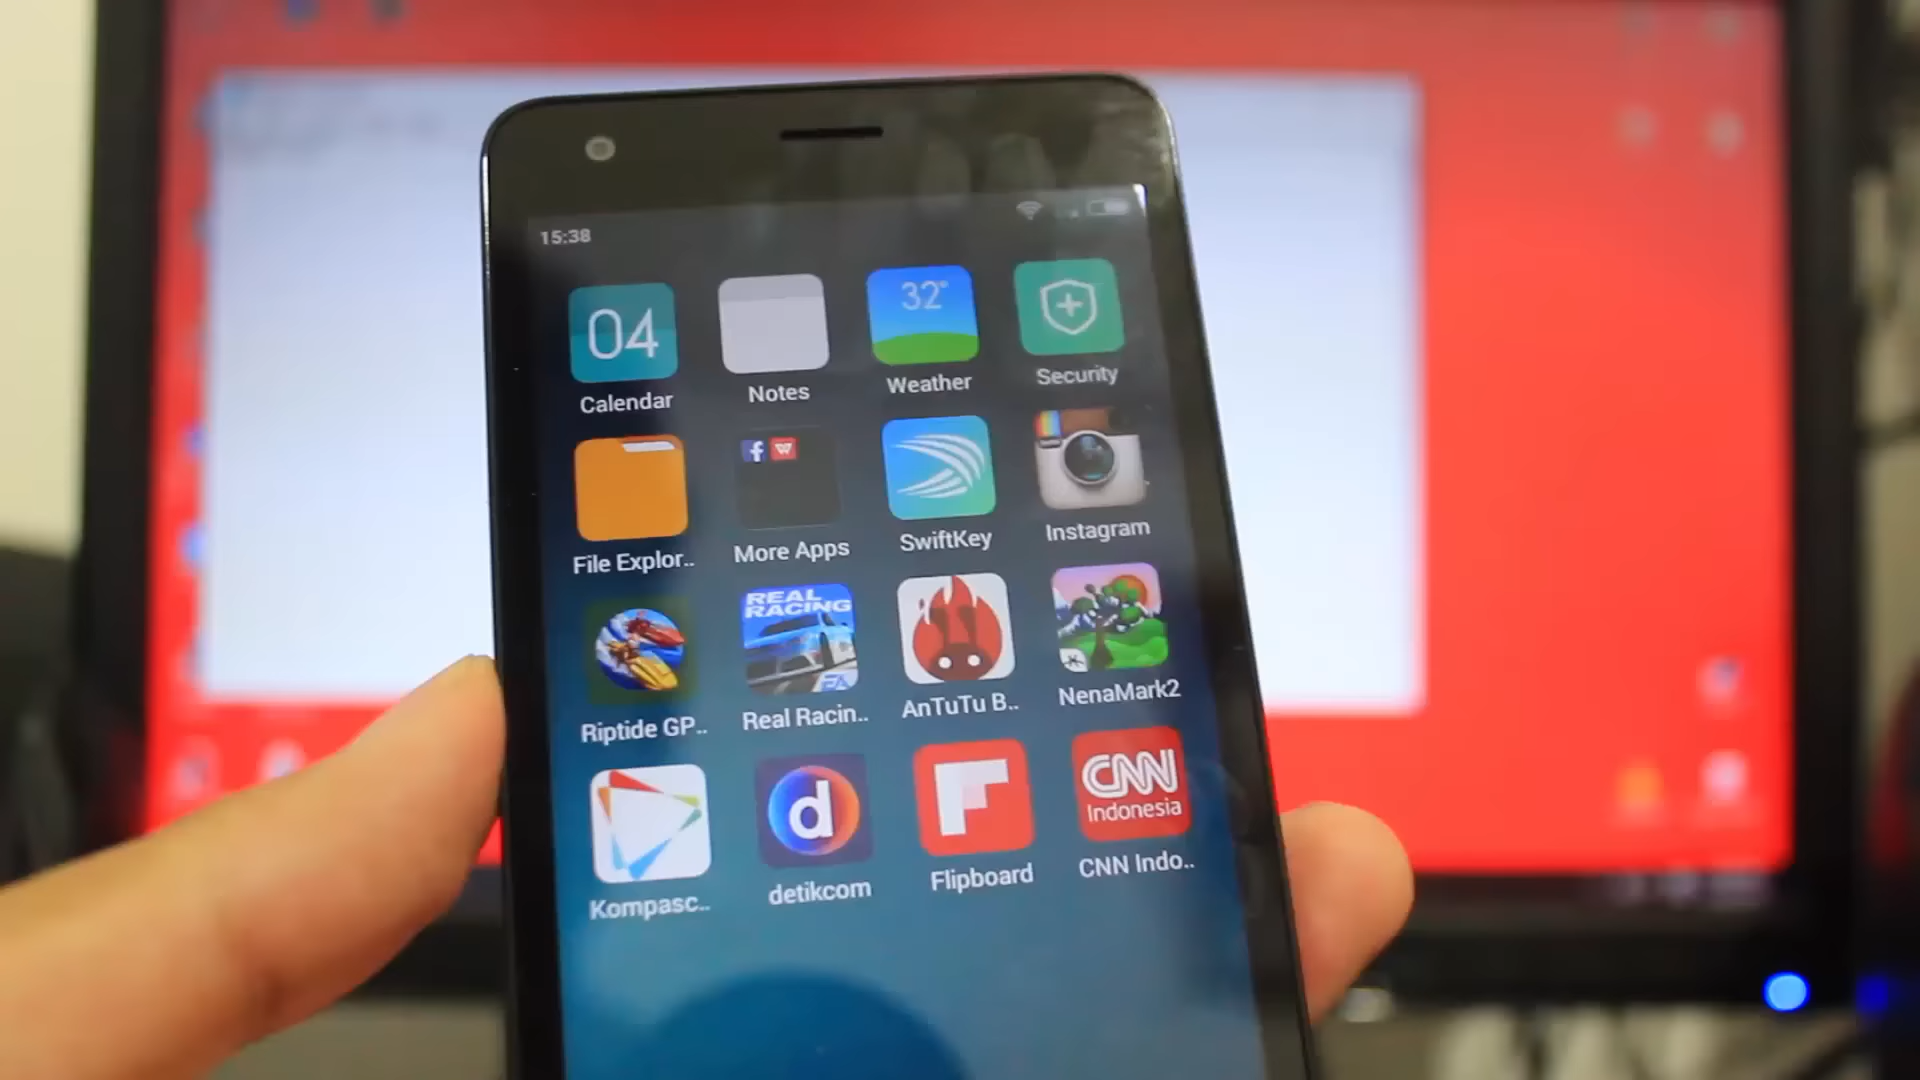 15:38
04
32°
Calendar
Notes
Weather
Security
f
W
File Explor..
More Apps
SwiftKey
Instagram
REAL
RACING
EA
Riptide GP..
Real Racin..
AnTuTu B..
NenaMark2
d
F
CNN
Indonesia
Kompasc..
detikcom
Flipboard
CNN Indo..